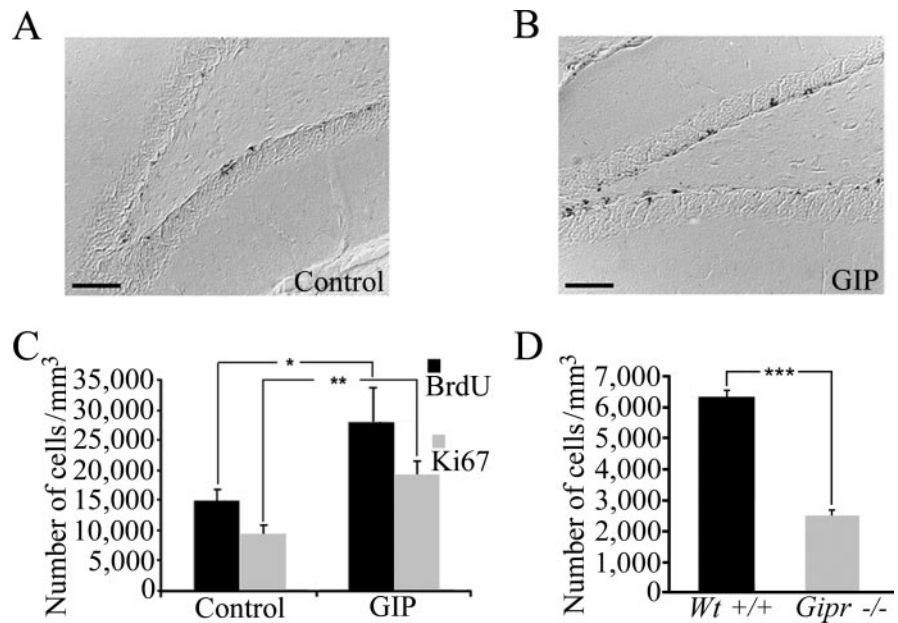 A
B
Control
GIP
C
D
Number of cells/mm³
35,000
30,000
25,000
20,000
15,000
10,000
5,000
0
*
**
BrdU
Ki67
Control
GIP
Number of cells/mm³
7,000
6,000
5,000
4,000
3,000
2,000
1,000
0
***
Wt +/+
Gipr -/-